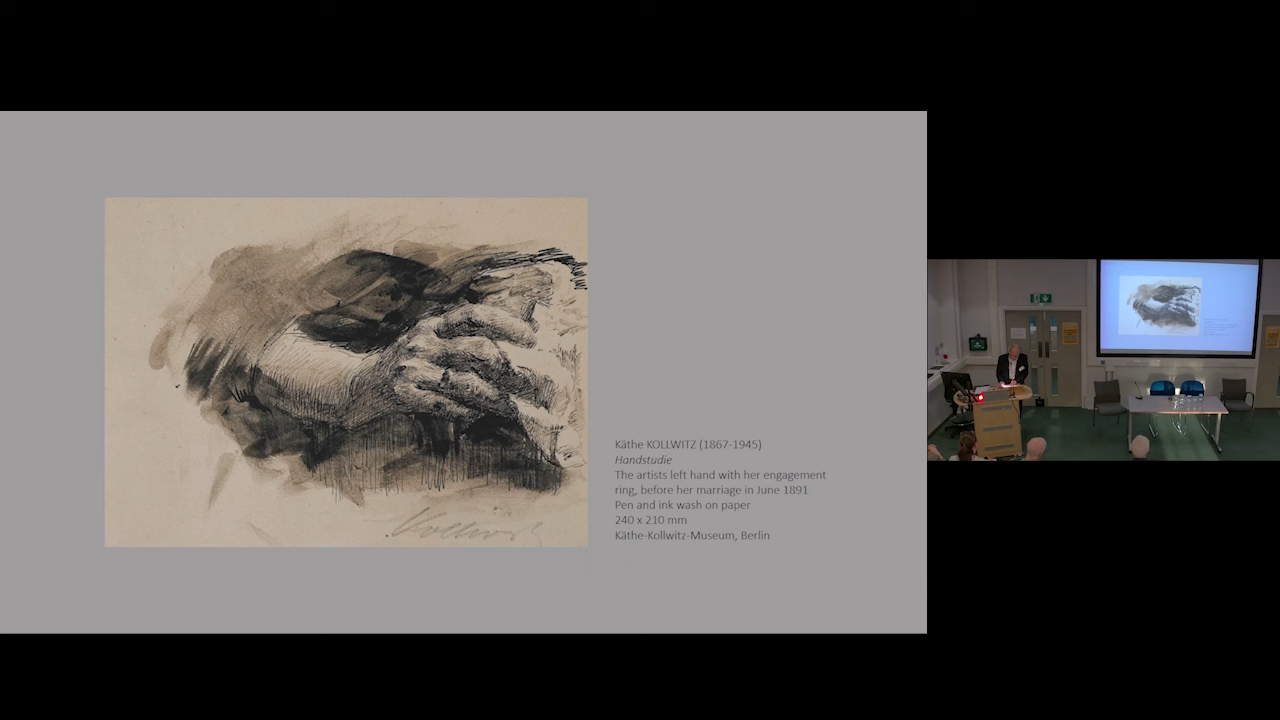 Käthe KOLLWITZ (1867-1945)
Handstudie
The artists left hand with her engagement
ring, before her marriage in June 1891
Pen and ink wash on paper
240 x 210 mm
Käthe-Kollwitz-Museum, Berlin
Kollwitz